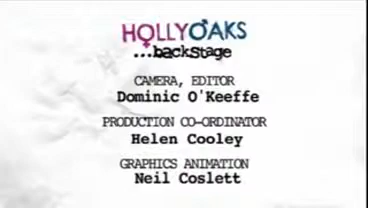 HOLLYOAKS
...backstage
CAMERA, EDITOR
Dominic O'Keeffe
PRODUCTION CO-ORDINATOR
Helen Cooley
GRAPHICS ANIMATION
Neil Coslett